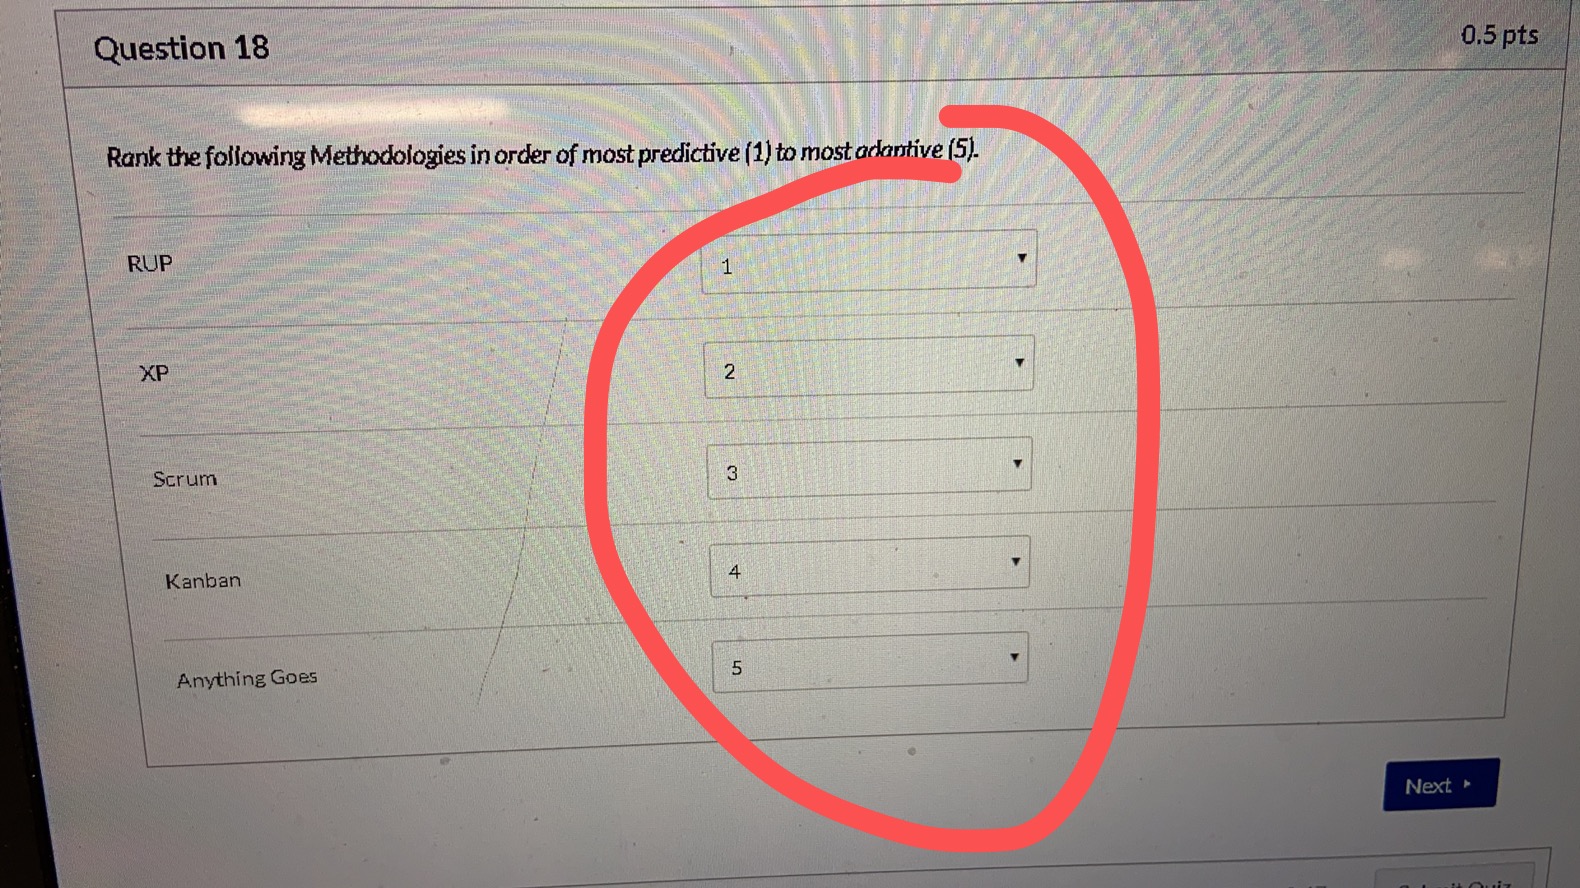 Question 18
0.5 pts
Rank the following Methodologies in order of most predictive (1) to most adaptive (5).
RUP
1
XP
2
Scrum
3
Kanban
4
Anything Goes
5
Next
Quiz